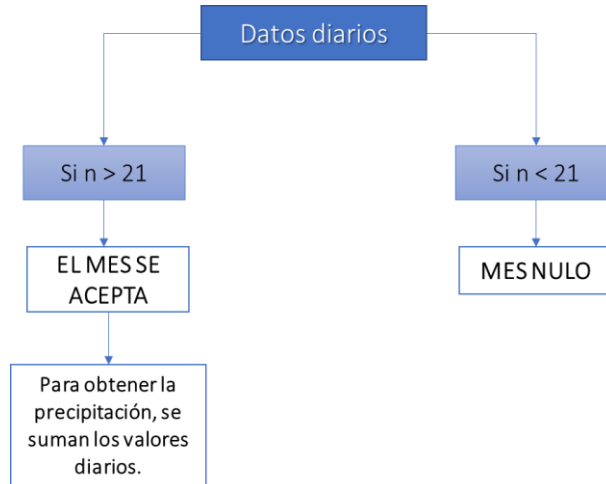 Datos diarios
Si n > 21
Si n < 21
EL MES SE
ACEPTA
MES NULO
Para obtener la
precipitación, se
suman los valores
diarios.